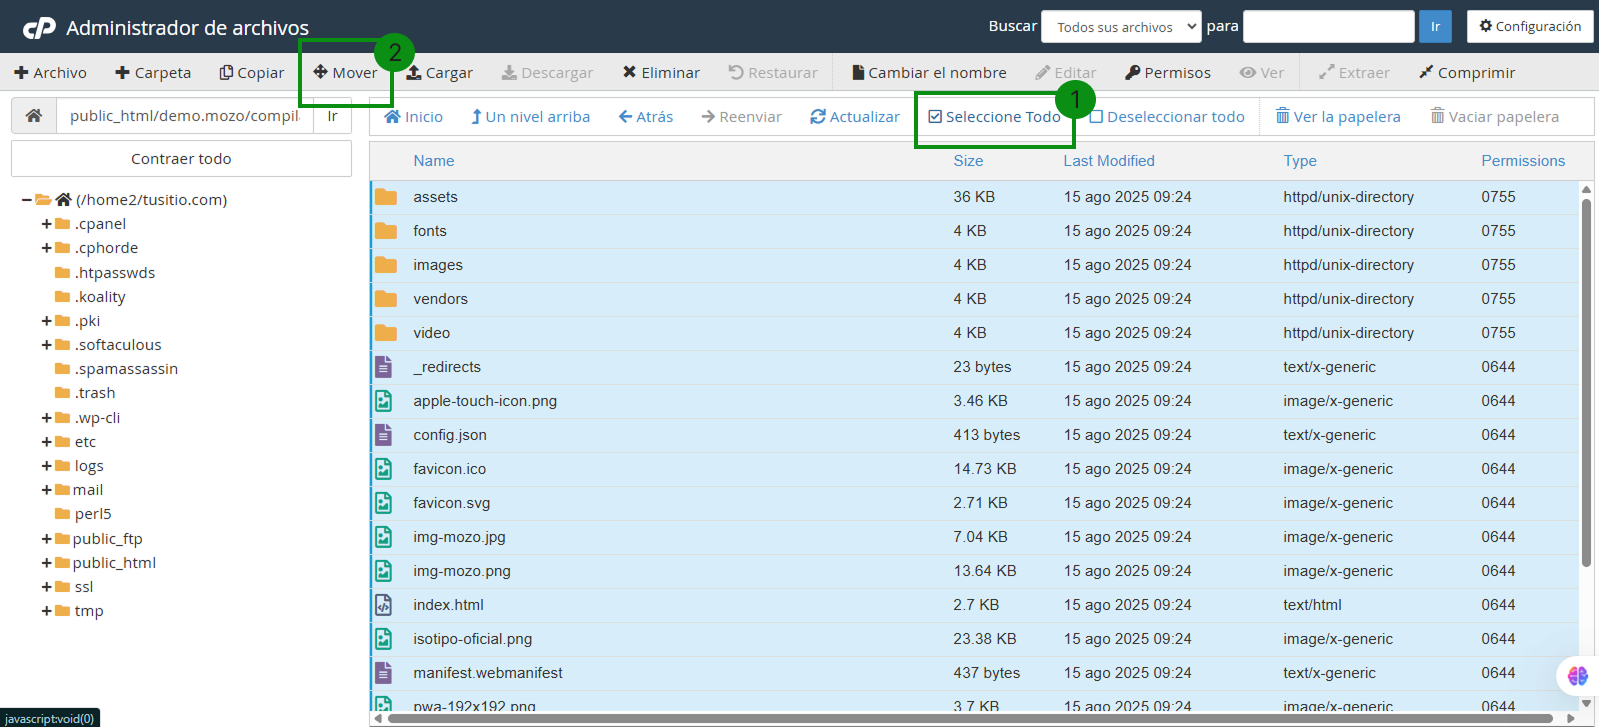 cP Administrador de archivos Buscar Todos sus archivos para Ir Configuración
Archivo Carpeta Copiar Mover 2 Cargar Descargar Eliminar Restaurar Cambiar el nombre Editar Permisos Ver Extraer Comprimir
public_html/demo.mozo/compil Ir
Inicio Un nivel arriba Atrás Reenviar Actualizar Seleccione Todo 1 Deseleccionar todo Ver la papelera Vaciar papelera
Contraer todo
(/home2/tusitio.com)
.cpanel
.cphorde
.htpasswds
.koality
.pki
.softaculous
.spamassassin
.trash
.wp-cli
etc
logs
mail
perl5
public_ftp
public_html
ssl
tmp
Name Size Last Modified Type Permissions
assets 36 KB 15 ago 2025 09:24 httpd/unix-directory 0755
fonts 4 KB 15 ago 2025 09:24 httpd/unix-directory 0755
images 4 KB 15 ago 2025 09:24 httpd/unix-directory 0755
vendors 4 KB 15 ago 2025 09:24 httpd/unix-directory 0755
video 4 KB 15 ago 2025 09:24 httpd/unix-directory 0755
_redirects 23 bytes 15 ago 2025 09:24 text/x-generic 0644
apple-touch-icon.png 3.46 KB 15 ago 2025 09:24 image/x-generic 0644
config.json 413 bytes 15 ago 2025 09:24 text/x-generic 0644
favicon.ico 14.73 KB 15 ago 2025 09:24 image/x-generic 0644
favicon.svg 2.71 KB 15 ago 2025 09:24 image/x-generic 0644
img-mozo.jpg 7.04 KB 15 ago 2025 09:24 image/x-generic 0644
img-mozo.png 13.64 KB 15 ago 2025 09:24 image/x-generic 0644
index.html 2.7 KB 15 ago 2025 09:24 text/html 0644
isotipo-oficial.png 23.38 KB 15 ago 2025 09:24 image/x-generic 0644
manifest.webmanifest 437 bytes 15 ago 2025 09:24 text/x-generic 0644
pwa-192x192.png 3.7 KB 15 ago 2025 09:24 image/x-generic 0644
javascript:void(0)